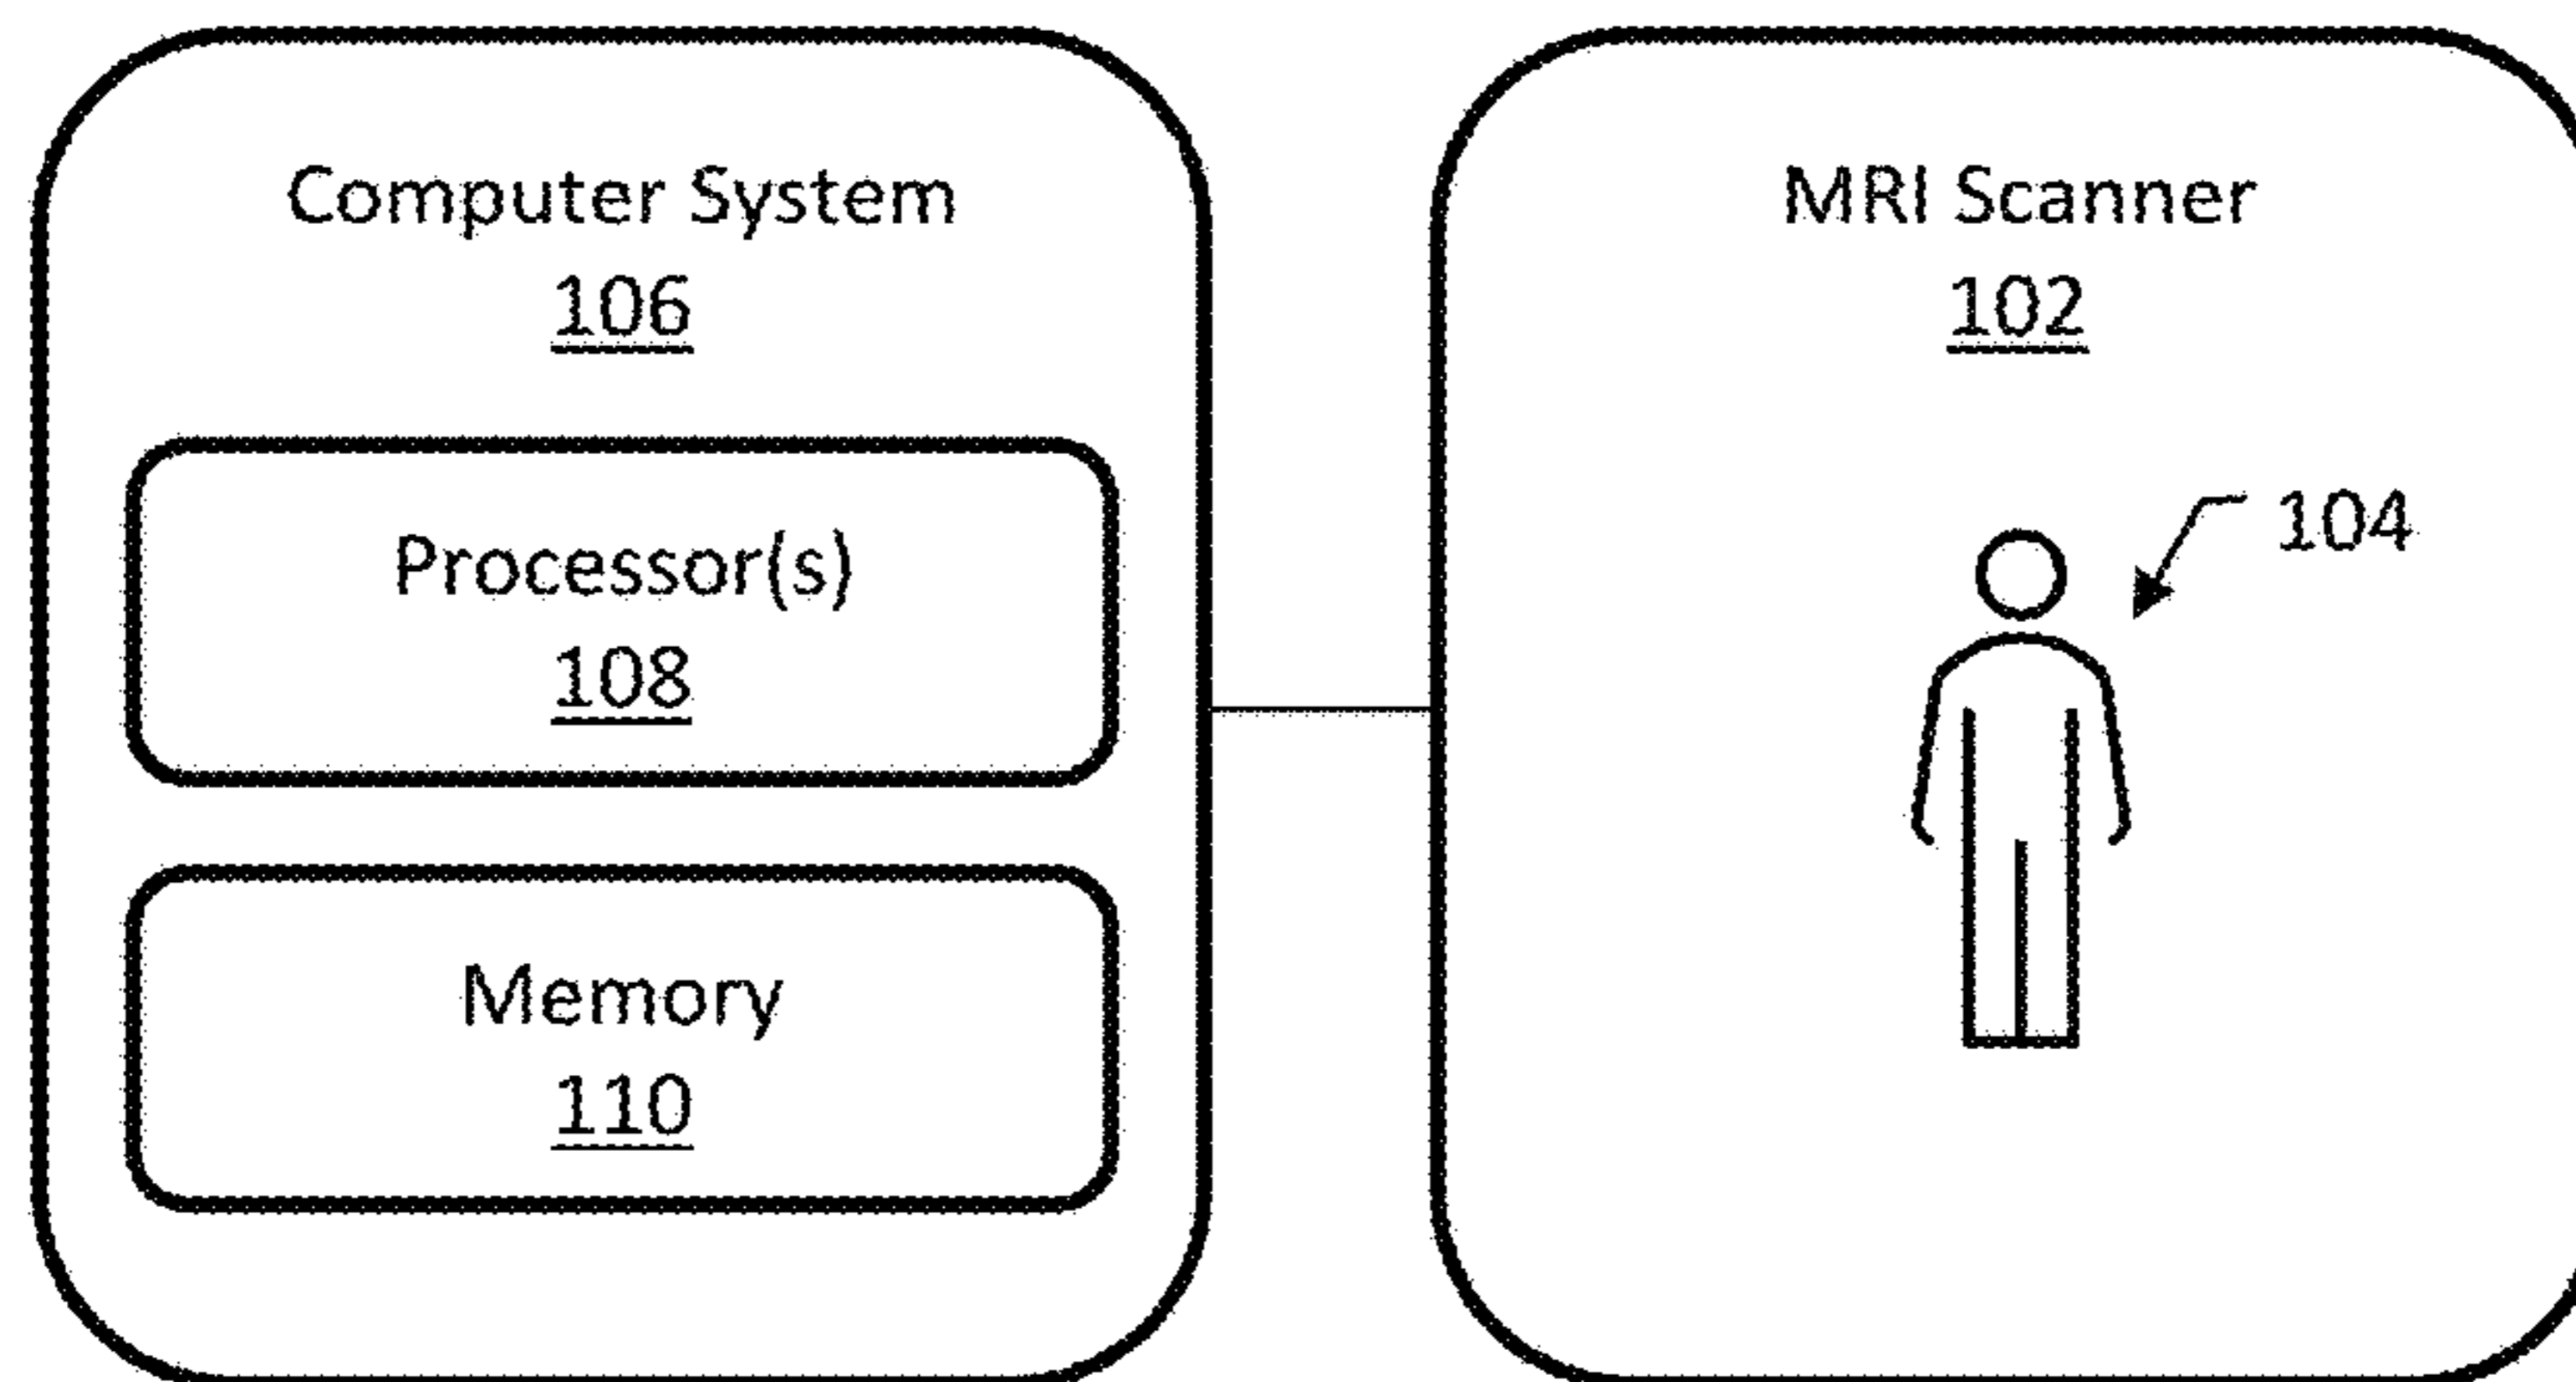 Computer System
106
Processor(s)
108
Memory
110
MRI Scanner
102
104